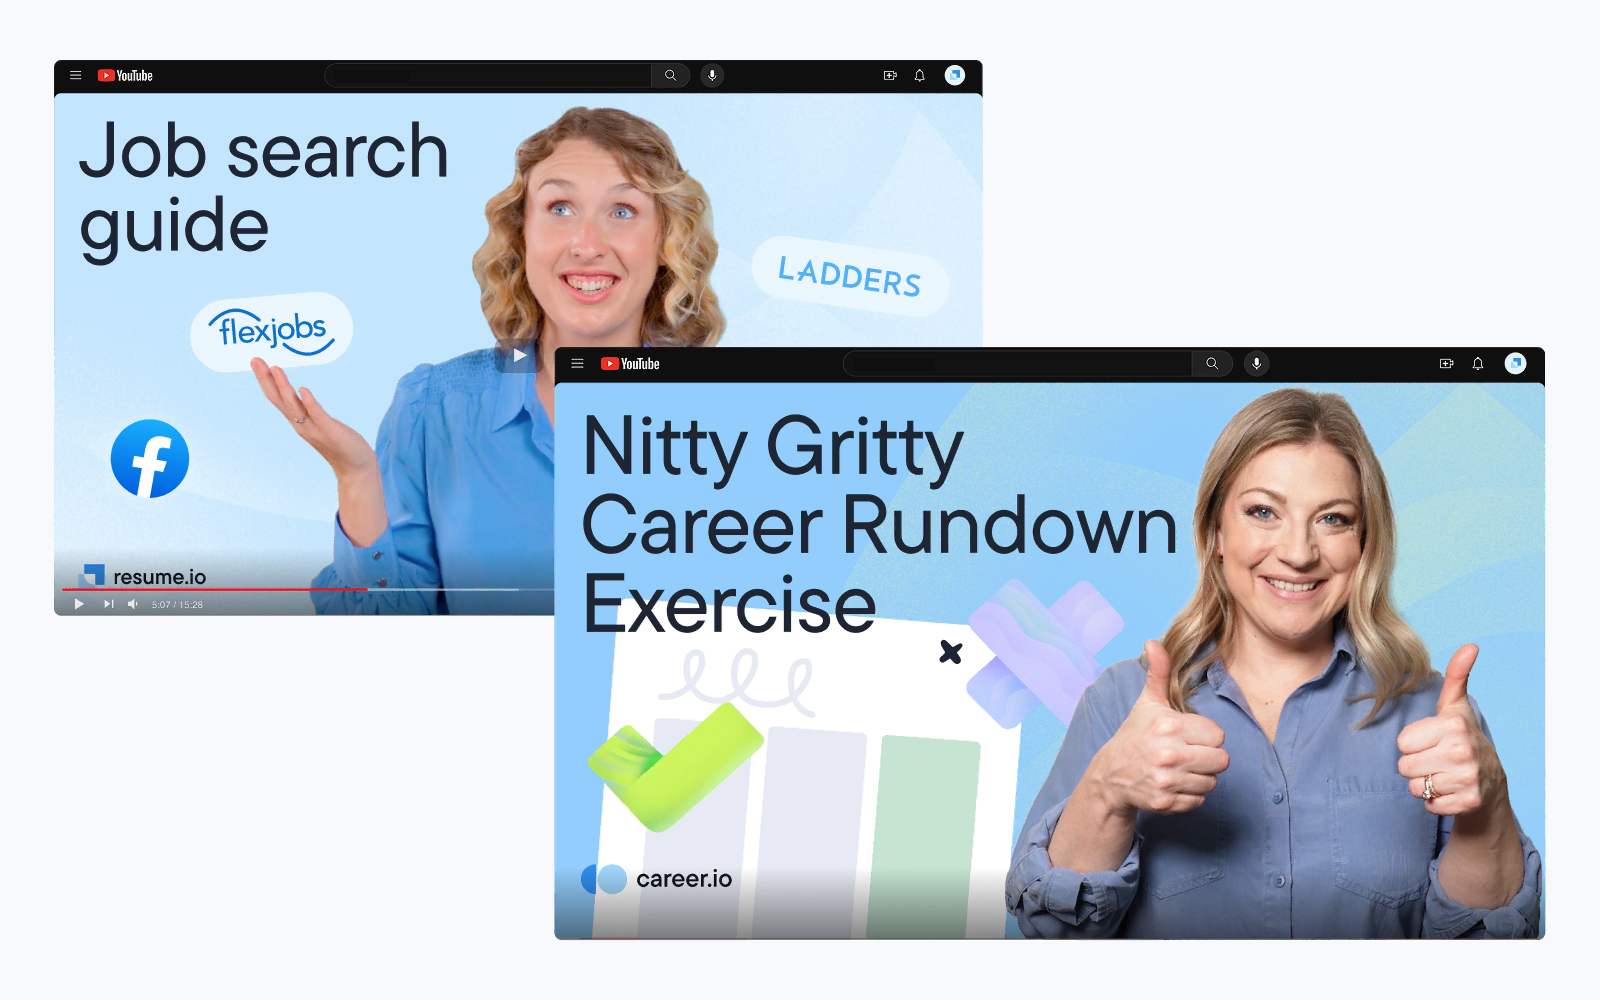 YouTube
Job search
guide
flexjobs
LADDERS
f
resume.io
5:07 / 15:28
YouTube
Nitty Gritty
Career Rundown
Exercise
career.io